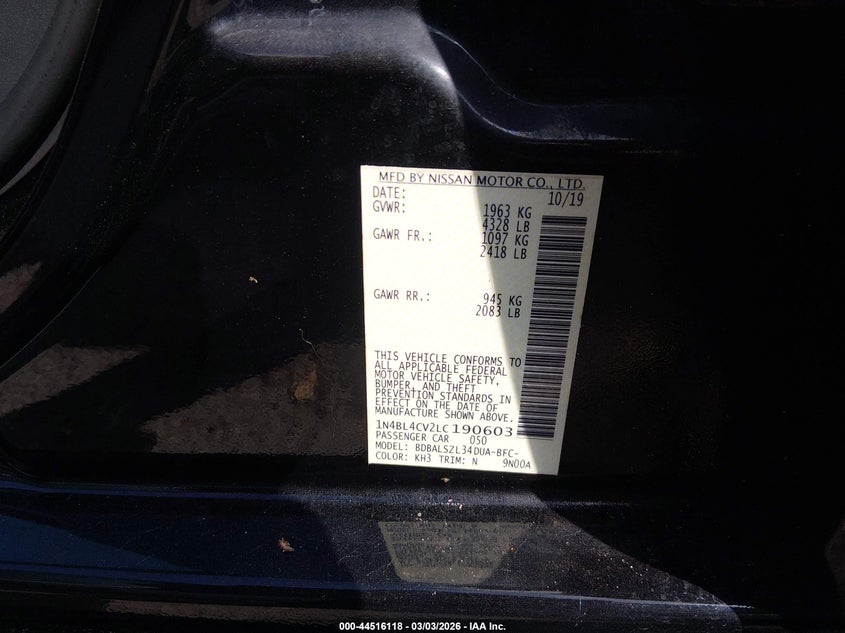 MFD BY NISSAN MOTOR CO., LTD.
DATE: 10/19
GVWR: 1963 KG
4328 LB
GAWR FR.: 1097 KG
2418 LB
GAWR RR.: 945 KG
2083 LB
THIS VEHICLE CONFORMS TO
ALL APPLICABLE FEDERAL
MOTOR VEHICLE SAFETY,
BUMPER, AND THEFT
PREVENTION STANDARDS IN
EFFECT ON THE DATE OF
MANUFACTURE SHOWN ABOVE.
1N4BL4CV2LC190603
PASSENGER CAR 050
MODEL: BDBALSZL34DUA-BFC-
COLOR: KH3 TRIM: N 9N00A
000-44516118 - 03/03/2026 - IAA Inc.